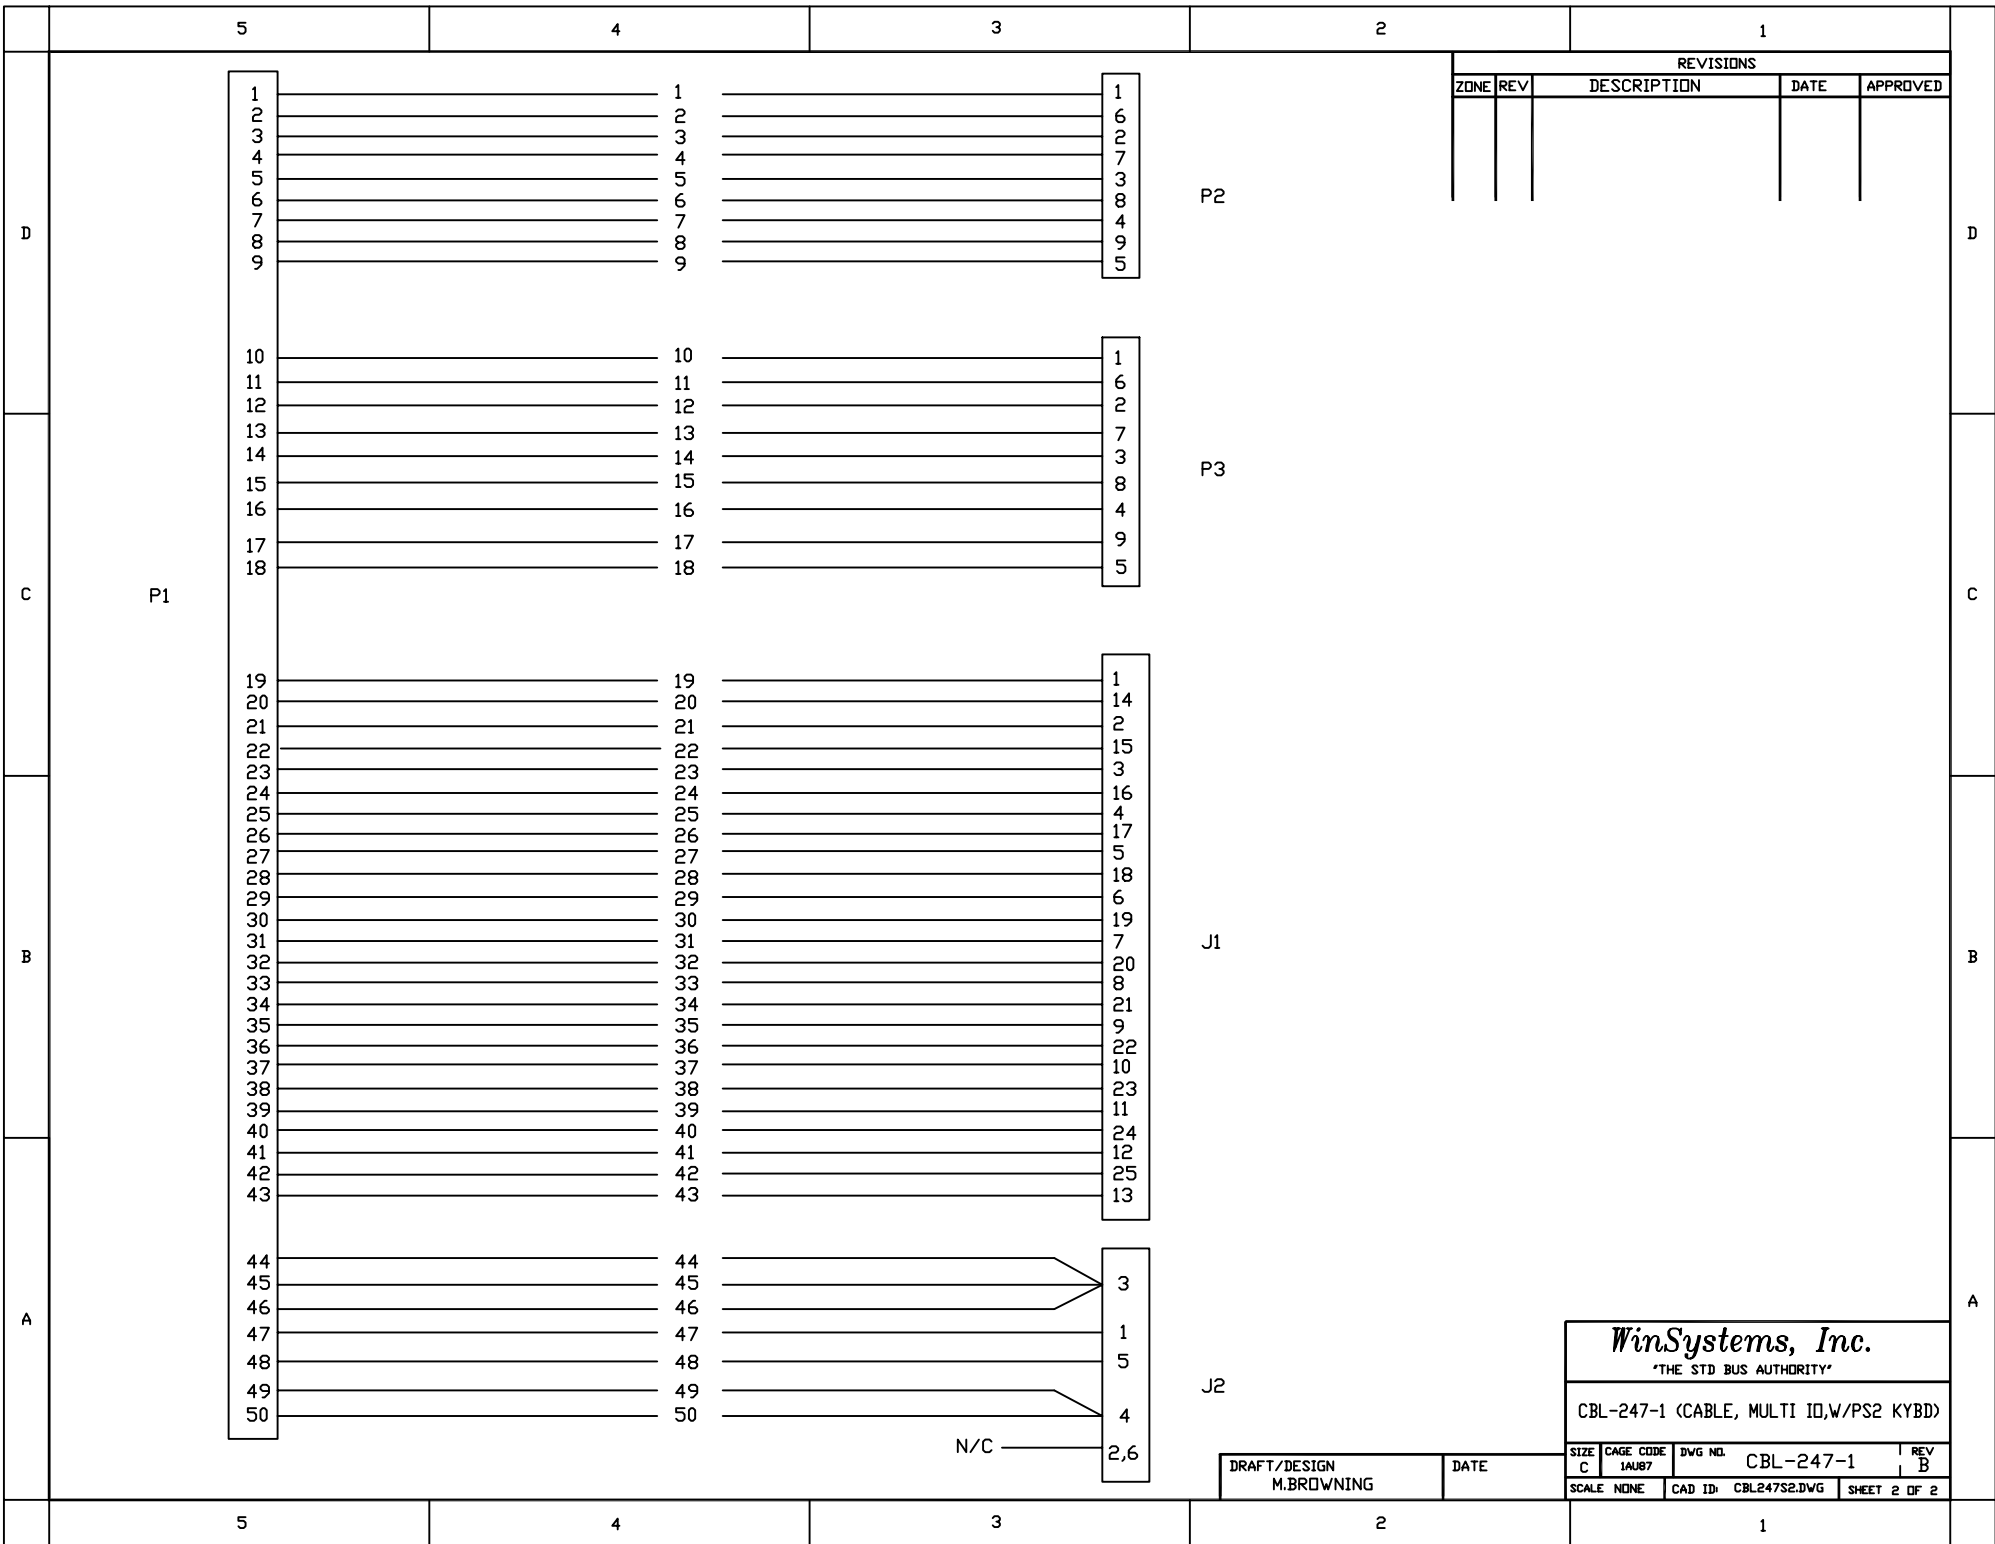 5 4 3 2 1
REVISIONS
ZONE REV DESCRIPTION DATE APPROVED
1 1 1
2 2 6
3 3 2
4 4 7
5 5 3
6 6 8
P2
7 7 4
D D
8 8 9
9 9 5
10 10 1
11 11 6
12 12 2
13 13 7
14 14 3
P3
15 15 8
16 16 4
17 17 9
18 18 5
C P1 C
19 19 1
20 20 14
21 21 2
22 22 15
23 23 3
24 24 16
25 25 4
26 26 17
27 27 5
28 28 18
29 29 6
30 30 19
31 31 7 J1
B B
32 32 20
33 33 8
34 34 21
35 35 9
36 36 22
37 37 10
38 38 23
39 39 11
40 40 24
41 41 12
42 42 25
43 43 13
44 44
45 45 3
46 46
A A
47 47 1
48 48 5
J2
49 49
50 50 4
N/C 2,6
WinSystems, Inc.
"THE STD BUS AUTHORITY"
CBL-247-1 (CABLE, MULTI IO,W/PS2 KYBD)
SIZE C CAGE CODE 1AU87 DWG NO. CBL-247-1 REV B
DRAFT/DESIGN M.BROWNING DATE
SCALE NONE CAD ID: CBL247S2.DWG SHEET 2 OF 2
5 4 3 2 1